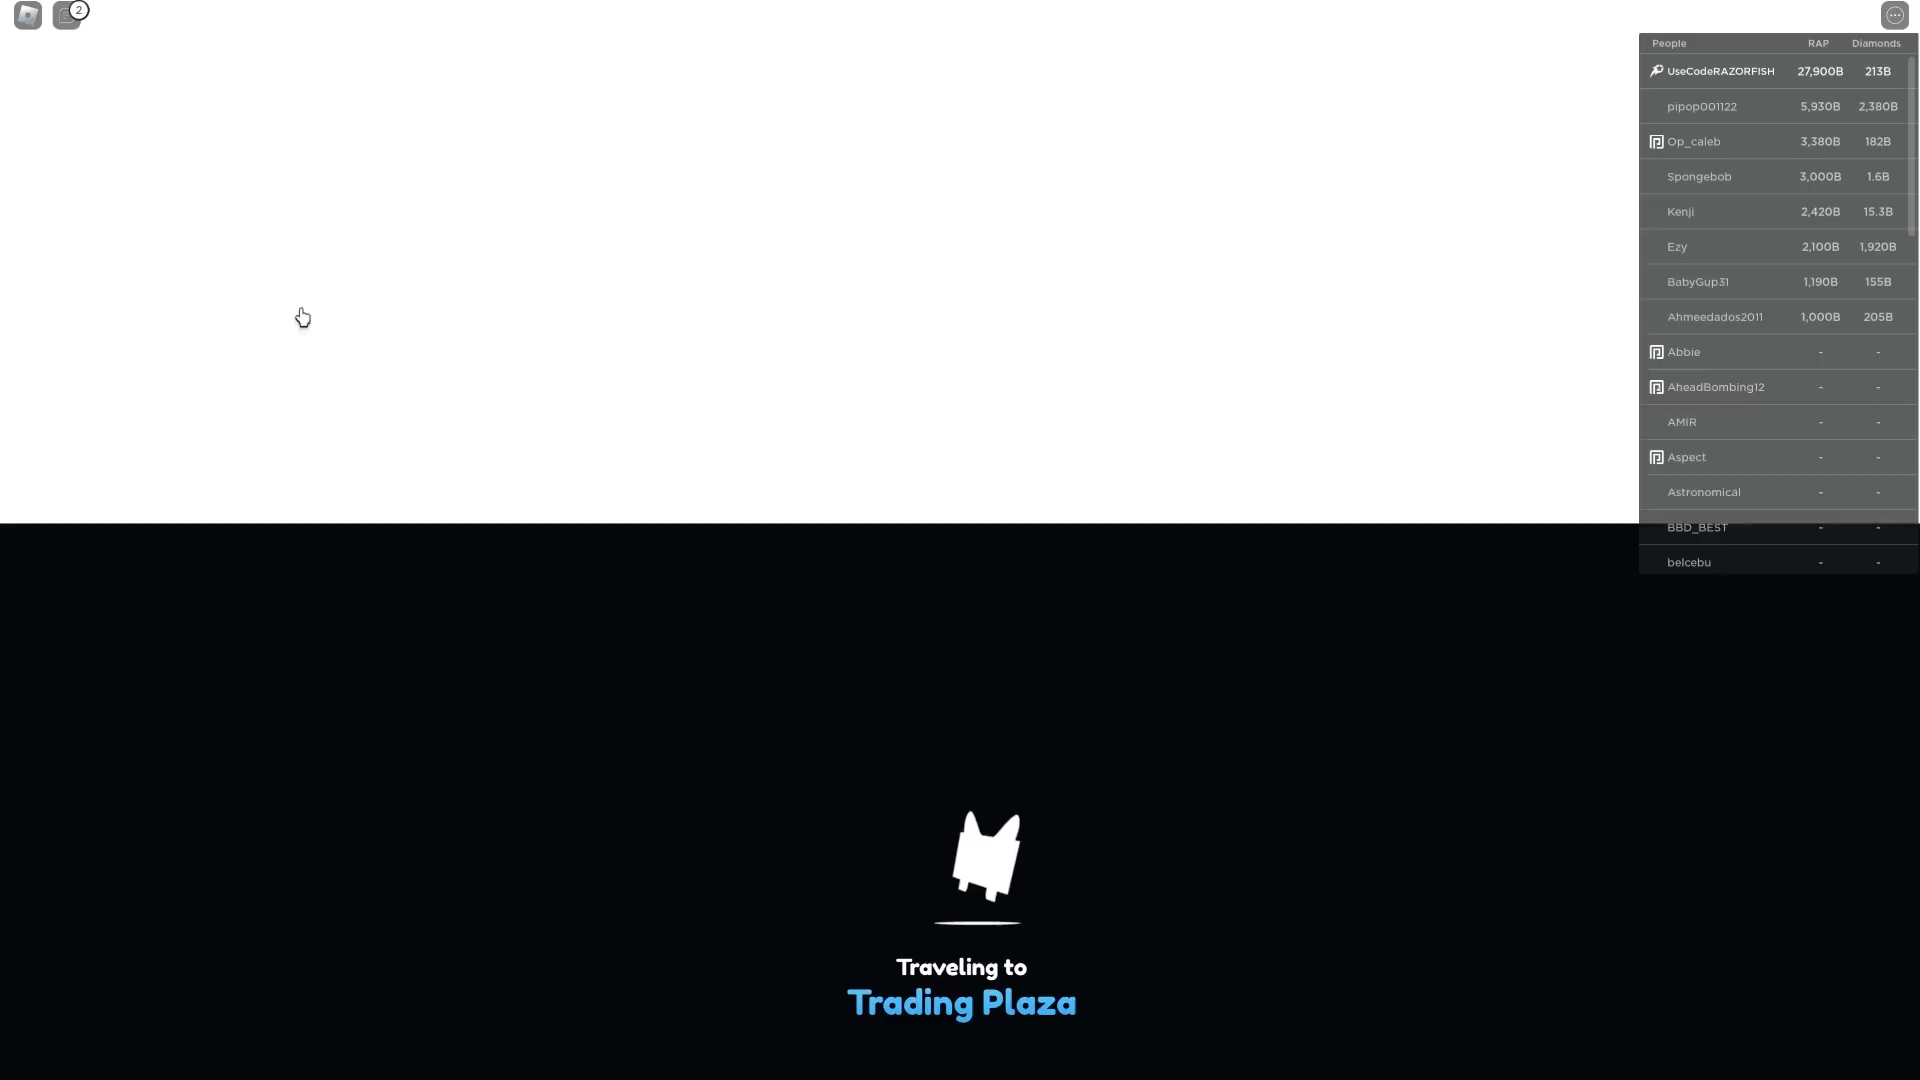 2
People RAP Diamonds
UseCodeRAZORFISH 27,900B 213B
pipop001122 5,930B 2,380B
Op_caleb 3,380B 182B
Spongebob 3,000B 1.6B
Kenji 2,420B 15.3B
Ezy 2,100B 1,920B
BabyGup31 1,190B 155B
Ahmeedados2011 1,000B 205B
Abbie - -
AheadBombing12 - -
AMIR - -
Aspect - -
Astronomical - -
BBD_BEST - -
belcebu - -
Traveling to
Trading Plaza